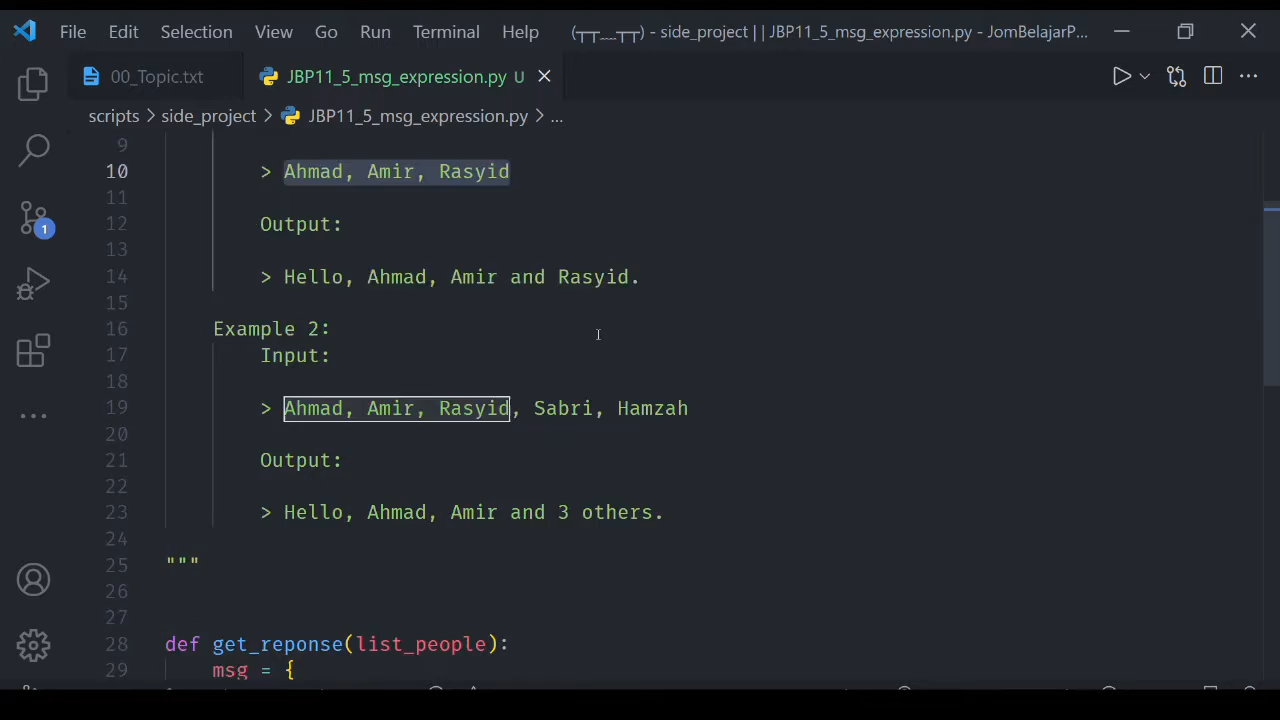 File Edit Selection View Go Run Terminal Help (┬┬﹏┬┬) - side_project || JBP11_5_msg_expression.py - JomBelajarP...
00_Topic.txt JBP11_5_msg_expression.py U
scripts > side_project > JBP11_5_msg_expression.py > ...
9
10 > Ahmad, Amir, Rasyid
11
12 Output:
13
14 > Hello, Ahmad, Amir and Rasyid.
15
16 Example 2:
17 Input:
18
19 > Ahmad, Amir, Rasyid, Sabri, Hamzah
20
21 Output:
22
23 > Hello, Ahmad, Amir and 3 others.
24
25 """
26
27
28 def get_reponse(list_people):
29 msg = {
1